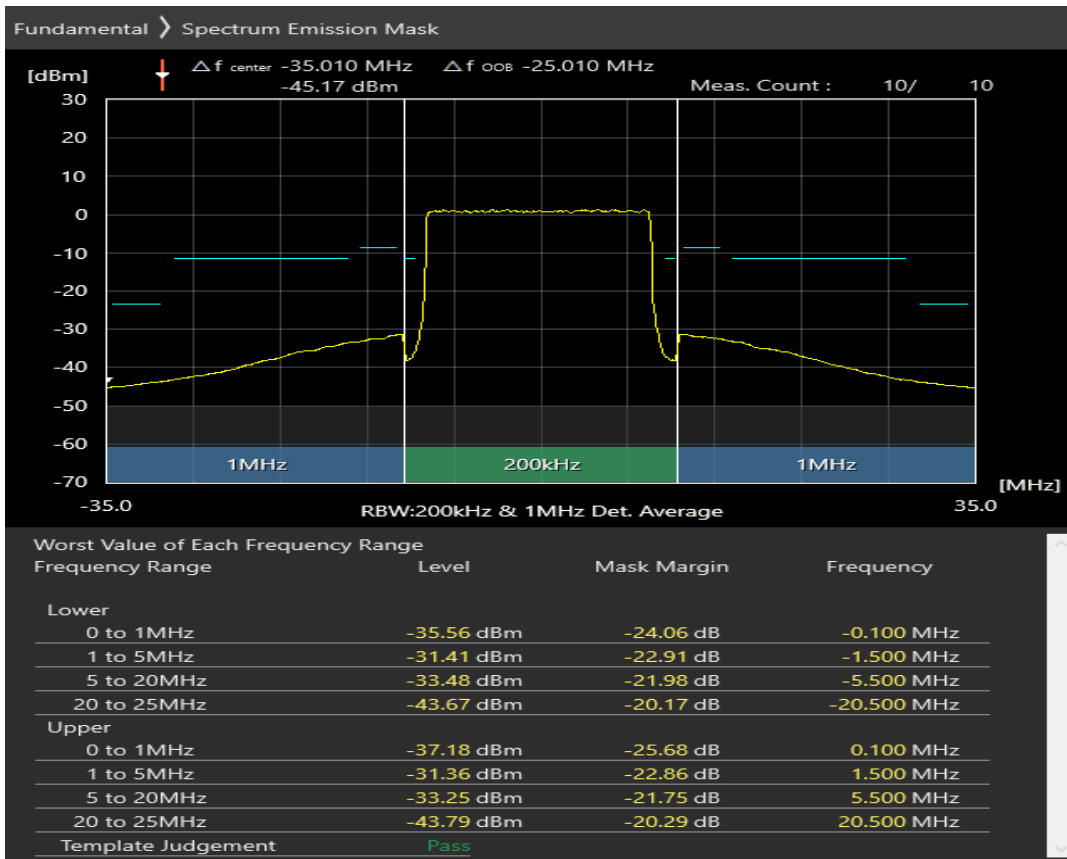 Fundamental ❯ Spectrum Emission Mask
△f center -35.010 MHz △f OOB -25.010 MHz
[dBm]
-45.17 dBm Meas. Count : 10/ 10
30
20
10
0
-10
-20
-30
-40
-50
-60
1MHz 200kHz 1MHz
-70
[MHz]
-35.0 RBW:200kHz & 1MHz Det. Average 35.0
Worst Value of Each Frequency Range
Frequency Range Level Mask Margin Frequency
Lower
0 to 1MHz -35.56 dBm -24.06 dB -0.100 MHz
1 to 5MHz -31.41 dBm -22.91 dB -1.500 MHz
5 to 20MHz -33.48 dBm -21.98 dB -5.500 MHz
20 to 25MHz -43.67 dBm -20.17 dB -20.500 MHz
Upper
0 to 1MHz -37.18 dBm -25.68 dB 0.100 MHz
1 to 5MHz -31.36 dBm -22.86 dB 1.500 MHz
5 to 20MHz -33.25 dBm -21.75 dB 5.500 MHz
20 to 25MHz -43.79 dBm -20.29 dB 20.500 MHz
Template Judgement Pass